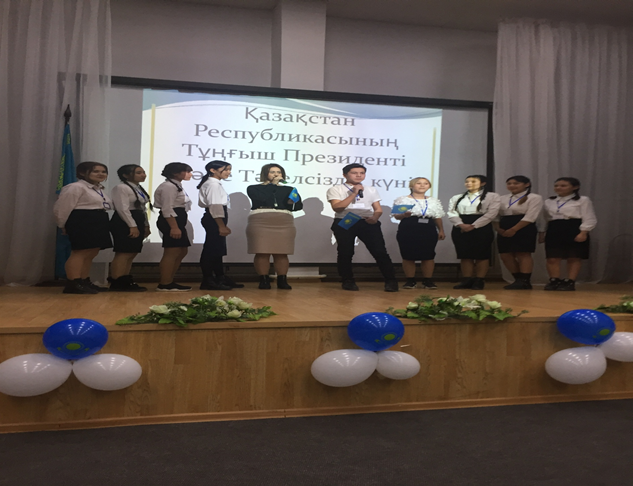 Қазақстан
Республикасының
Тұңғыш Президенті
күні